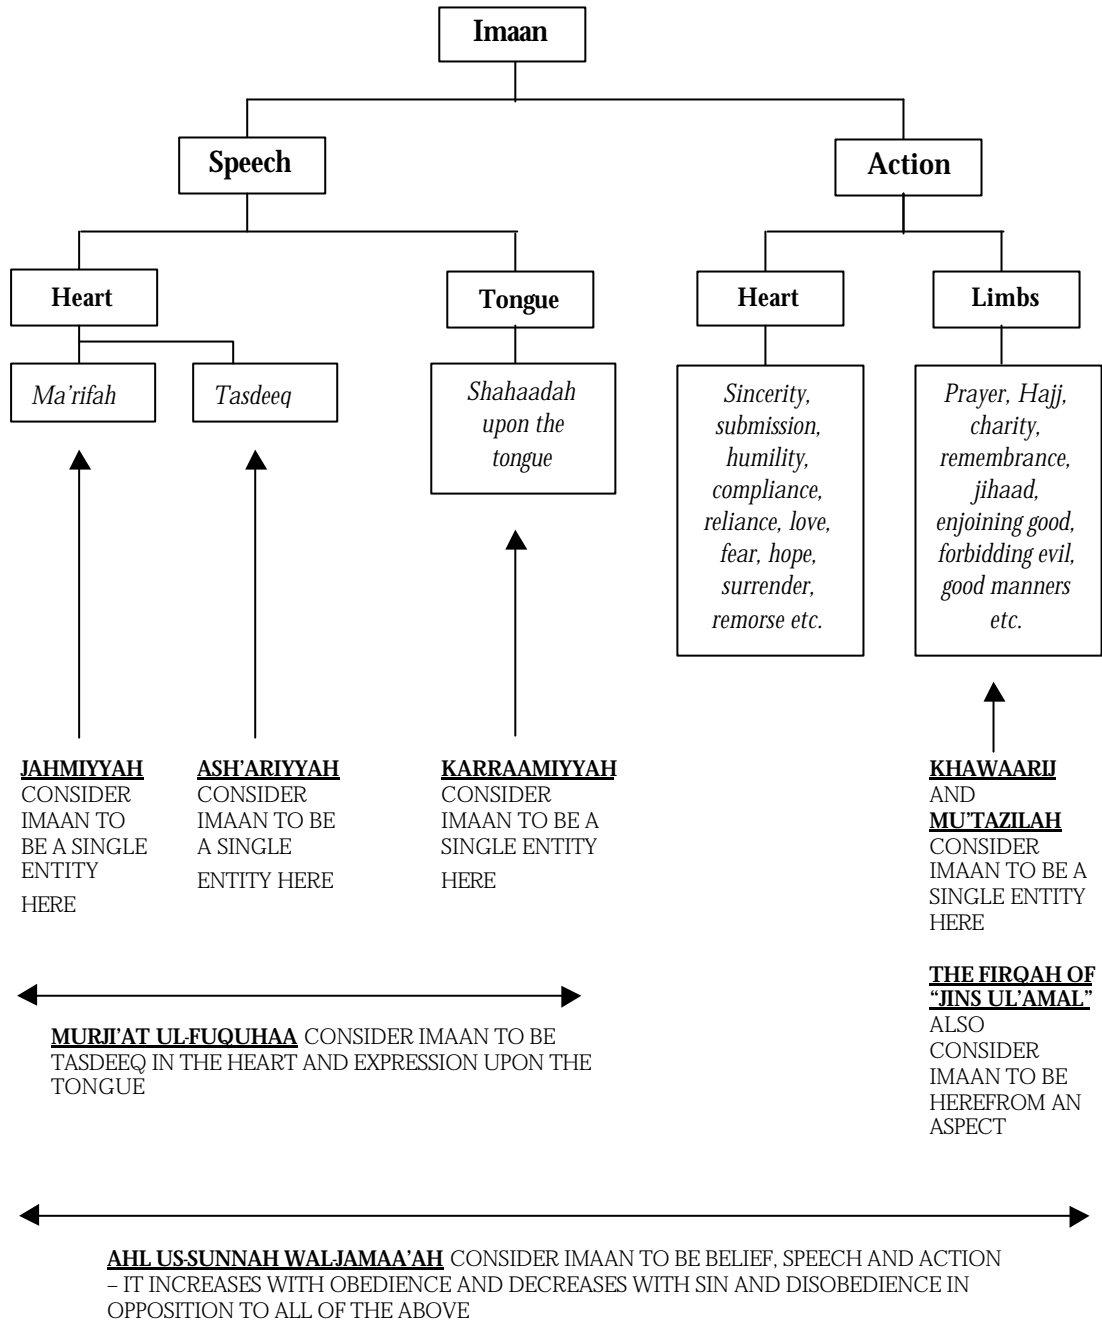 Imaan
Speech
Action
Heart
Tongue
Heart
Limbs
Ma'rifah
Tasdeeq
Shahaadah
upon the
tongue
Sincerity,
submission,
humility,
compliance,
reliance, love,
fear, hope,
surrender,
remorse etc.
Prayer, Hajj,
charity,
remembrance,
jihaad,
enjoining good,
forbidding evil,
good manners
etc.
JAHMIYYAH
CONSIDER
IMAAN TO
BE A SINGLE
ENTITY
HERE
ASH'ARIYYAH
CONSIDER
IMAAN TO BE
A SINGLE
ENTITY HERE
KARRAAMIYYAH
CONSIDER
IMAAN TO BE A
SINGLE ENTITY
HERE
KHAWAARIJ
AND
MU'TAZILAH
CONSIDER
IMAAN TO BE A
SINGLE ENTITY
HERE
THE FIRQAH OF
“JINS UL'AMAL”
ALSO
CONSIDER
IMAAN TO BE
HEREFROM AN
ASPECT
MURJI'AT UL-FUQUHAA CONSIDER IMAAN TO BE
TASDEEQ IN THE HEART AND EXPRESSION UPON THE
TONGUE
AHL US-SUNNAH WAL-JAMAA'AH CONSIDER IMAAN TO BE BELIEF, SPEECH AND ACTION
– IT INCREASES WITH OBEDIENCE AND DECREASES WITH SIN AND DISOBEDIENCE IN
OPPOSITION TO ALL OF THE ABOVE